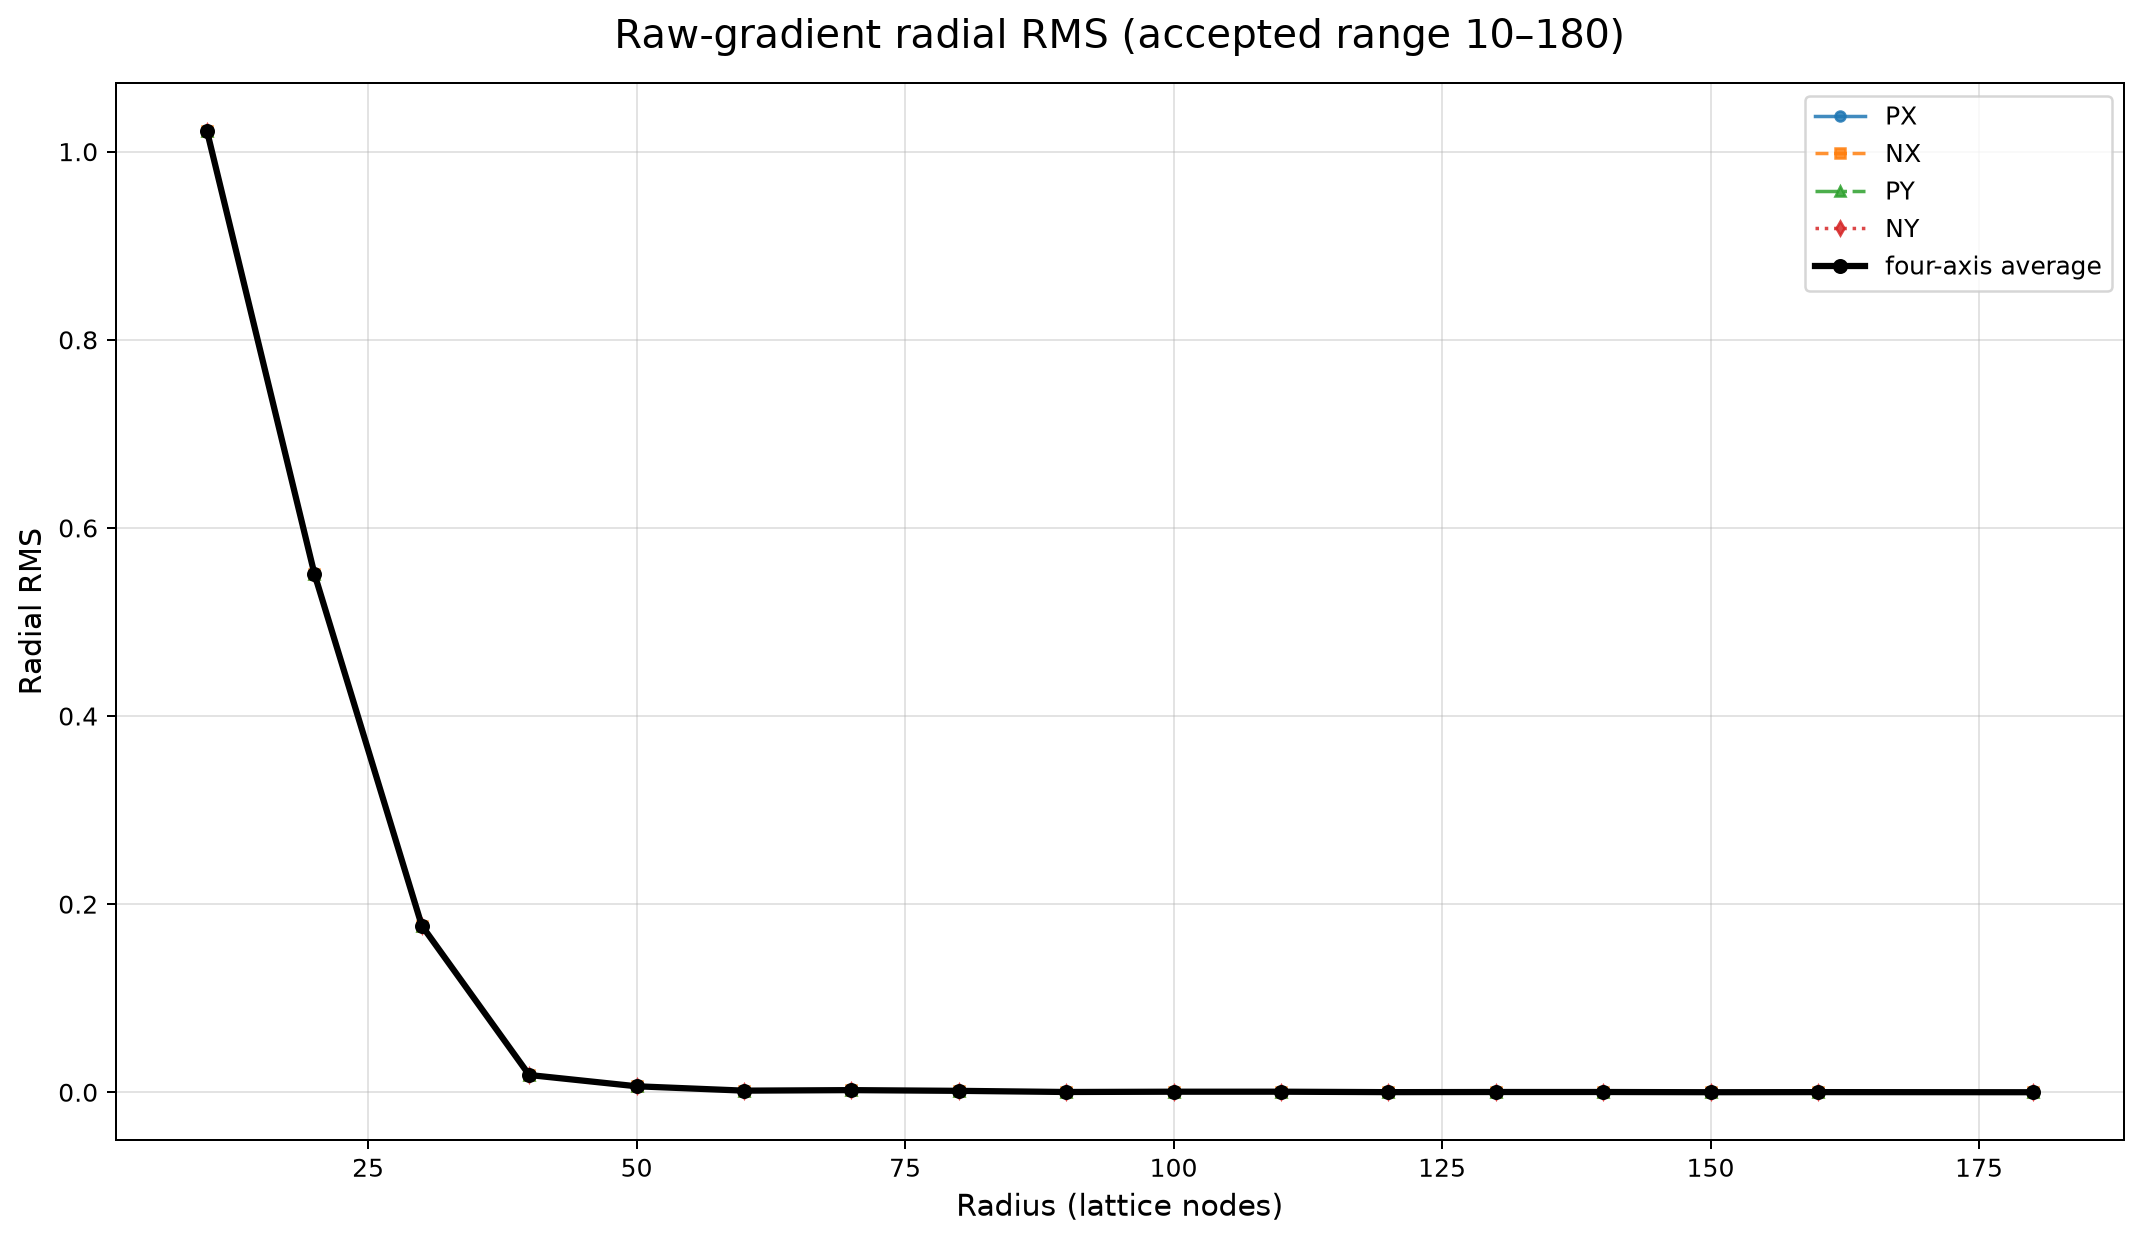 Raw-gradient radial RMS (accepted range 10–180)
PX
NX
PY
NY
four-axis average
Radial RMS
1.0
0.8
0.6
0.4
0.2
0.0
25 50 75 100 125 150 175
Radius (lattice nodes)